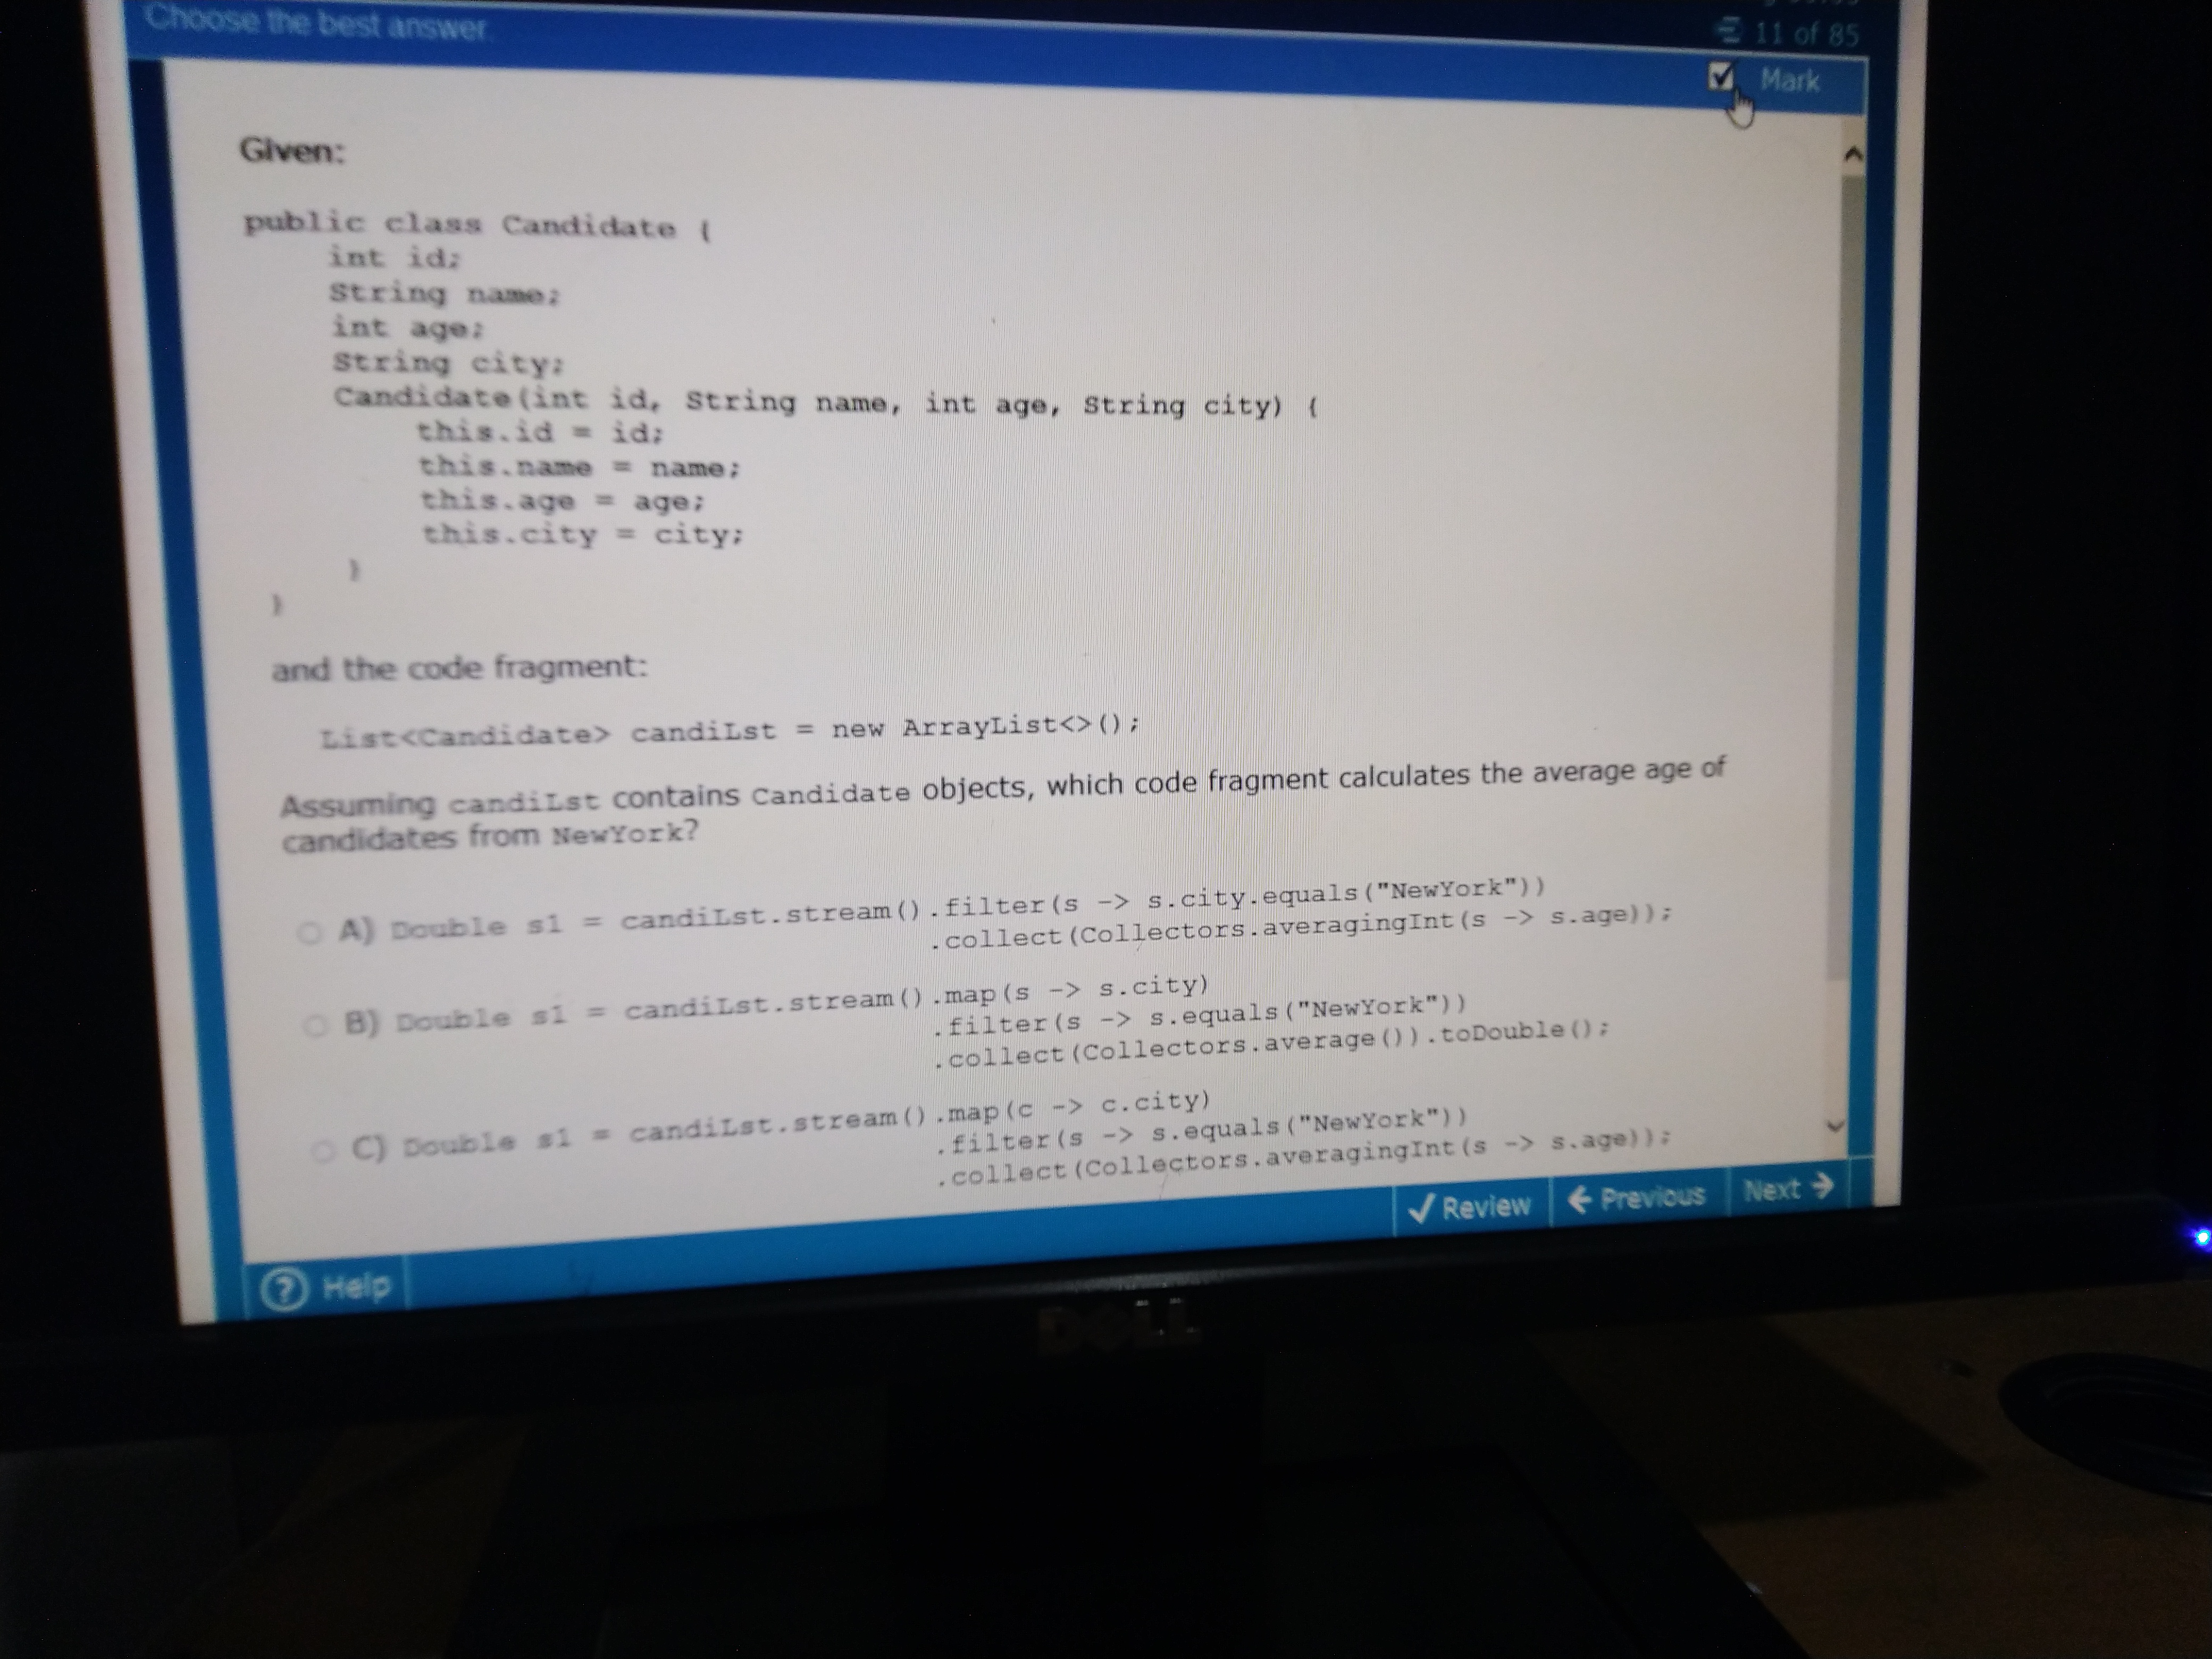 Choose the best answer.
11 of 85
Mark
Given:
public class Candidate {
int id;
String name;
int age;
String city;
Candidate(int id, String name, int age, String city) {
this.id = id;
this.name = name;
this.age = age;
this.city = city;
}
}
and the code fragment:
List<Candidate> candiLst = new ArrayList<>();
Assuming candiLst contains Candidate objects, which code fragment calculates the average age of
candidates from NewYork?
A) Double s1 = candiLst.stream().filter(s -> s.city.equals("NewYork"))
.collect(Collectors.averagingInt(s -> s.age));
B) Double s1 = candiLst.stream().map(s -> s.city)
.filter(s -> s.equals("NewYork"))
.collect(Collectors.average()).toDouble();
C) Double s1 = candiLst.stream().map(c -> c.city)
.filter(s -> s.equals("NewYork"))
.collect(Collectors.averagingInt(s -> s.age));
Review
Previous
Next
? Help
DELL